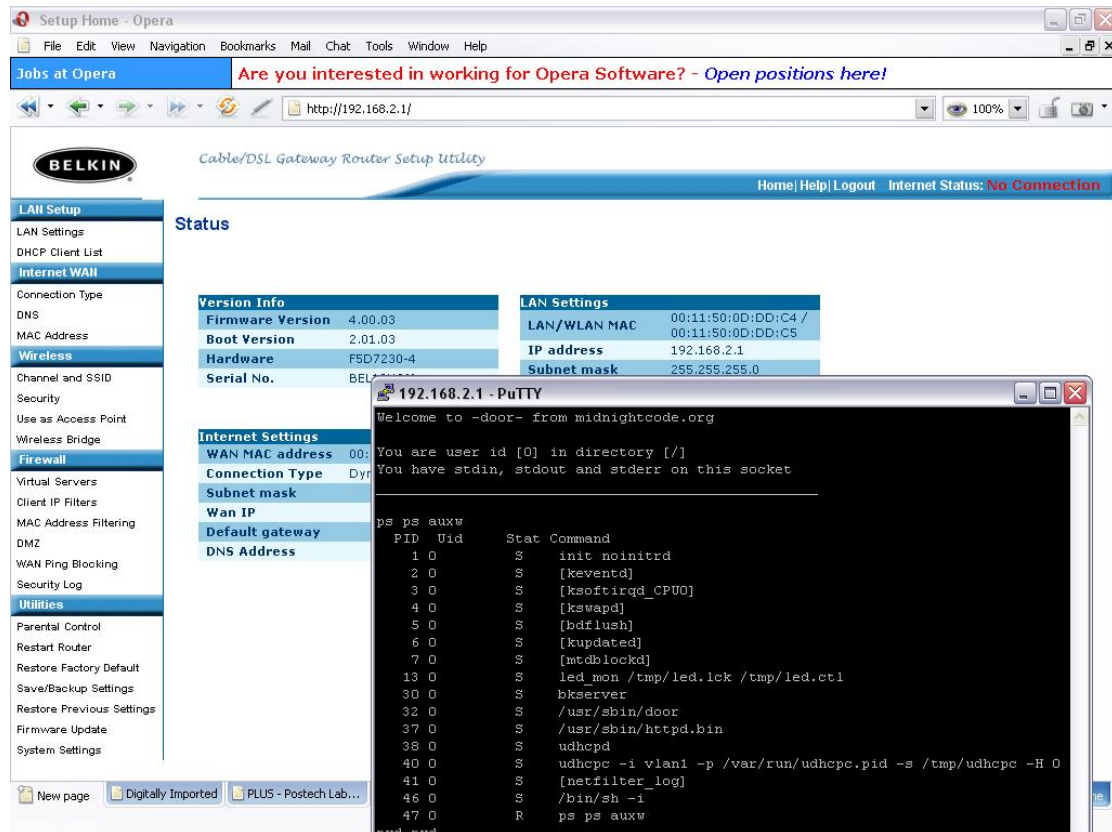 Setup Home - Opera
File Edit View Navigation Bookmarks Mail Chat Tools Window Help
Jobs at Opera
Are you interested in working for Opera Software? - Open positions here!
http://192.168.2.1/
100%
BELKIN
Cable/DSL Gateway Router Setup Utility
Home| Help| Logout Internet Status: No Connection
LAN Setup
LAN Settings
DHCP Client List
Internet WAN
Connection Type
DNS
MAC Address
Wireless
Channel and SSID
Security
Use as Access Point
Wireless Bridge
Firewall
Virtual Servers
Client IP Filters
MAC Address Filtering
DMZ
WAN Ping Blocking
Security Log
Utilities
Parental Control
Restart Router
Restore Factory Default
Save/Backup Settings
Restore Previous Settings
Firmware Update
System Settings
Status
Version Info
Firmware Version 4.00.03
Boot Version 2.01.03
Hardware F5D7230-4
Serial No.
LAN Settings
LAN/WLAN MAC 00:11:50:0D:DD:C4 /
00:11:50:0D:DD:C5
IP address 192.168.2.1
Subnet mask 255.255.255.0
Internet Settings
WAN MAC address 00:
Connection Type Dyr
Subnet mask
Wan IP
Default gateway
DNS Address
192.168.2.1 - PuTTY
Welcome to -door- from midnightcode.org
You are user id [0] in directory [/]
You have stdin, stdout and stderr on this socket
ps ps auxw
PID Uid Stat Command
1 0 S init noinitrd
2 0 S [keventd]
3 0 S [ksoftirqd_CPU0]
4 0 S [kswapd]
5 0 S [bdflush]
6 0 S [kupdated]
7 0 S [mtdblockd]
13 0 S led_mon /tmp/led.lck /tmp/led.ctl
30 0 S bkserver
32 0 S /usr/sbin/door
37 0 S /usr/sbin/httpd.bin
38 0 S udhcpd
40 0 S udhcpc -i vlan1 -p /var/run/udhcpc.pid -s /tmp/udhcpc -H 0
41 0 S [netfilter_log]
46 0 S /bin/sh -i
47 0 R ps ps auxw
New page
Digitally Imported
PLUS - Postech Lab...